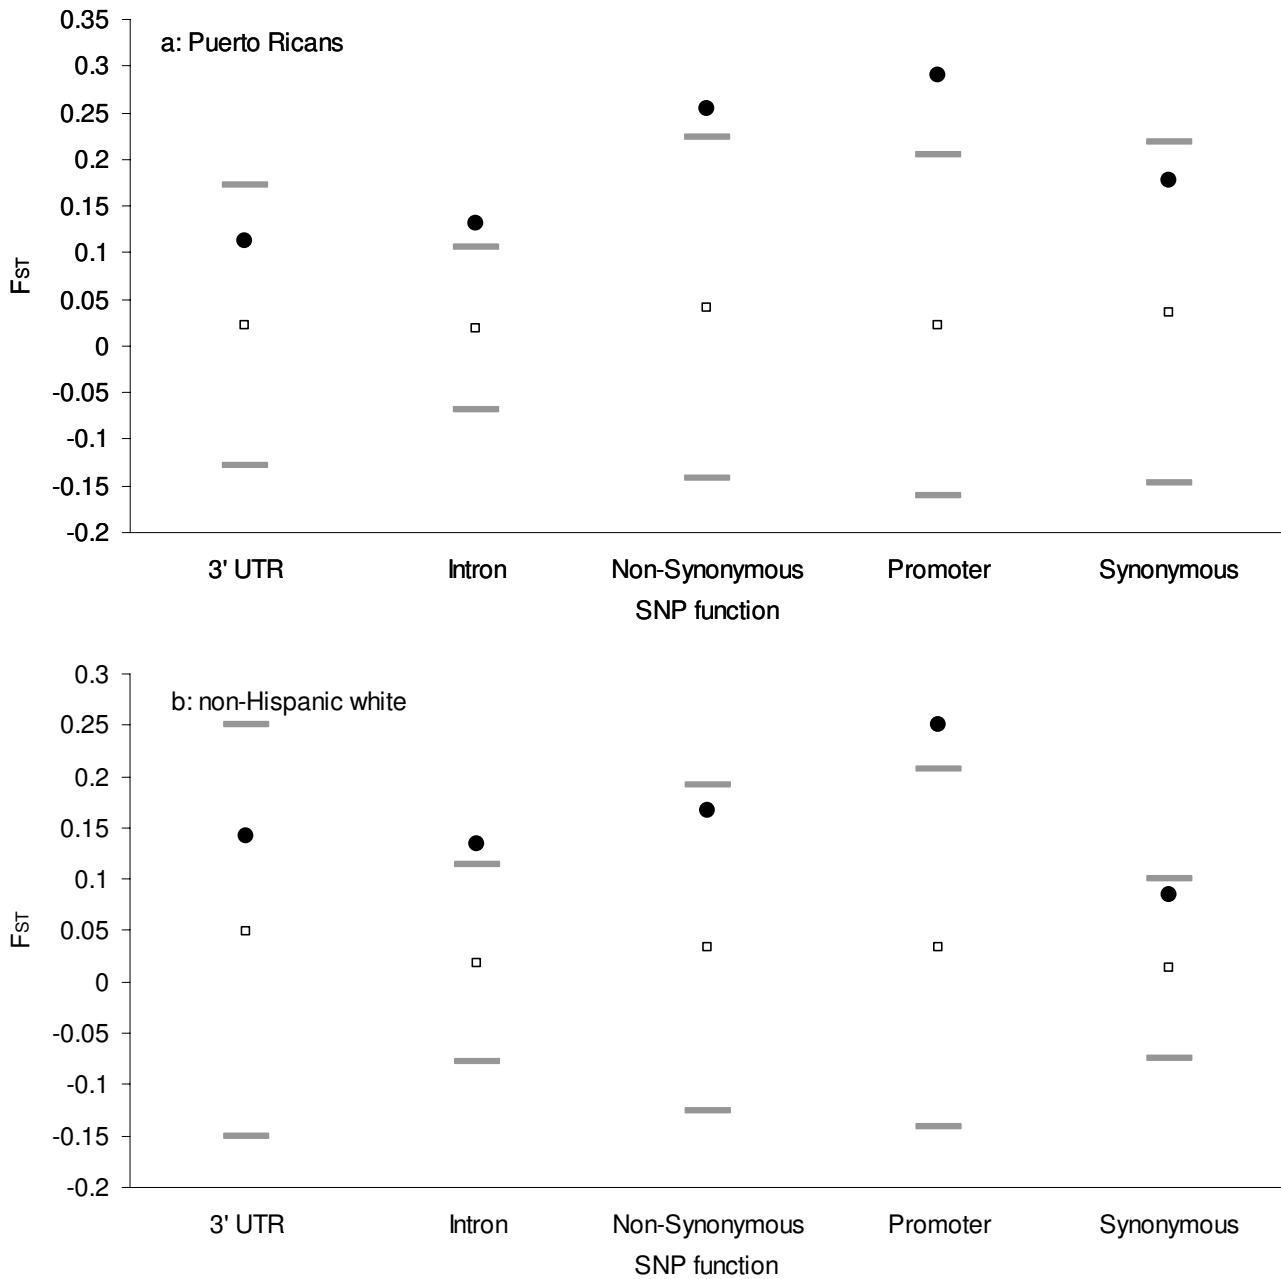 0.35
a: Puerto Ricans
0.3
0.25
0.2
0.15
0.1
0.05
0
-0.05
-0.1
-0.15
-0.2
FST
3' UTR Intron Non-Synonymous Promoter Synonymous
SNP function
0.3
b: non-Hispanic white
0.25
0.2
0.15
0.1
0.05
0
-0.05
-0.1
-0.15
-0.2
FST
3' UTR Intron Non-Synonymous Promoter Synonymous
SNP function